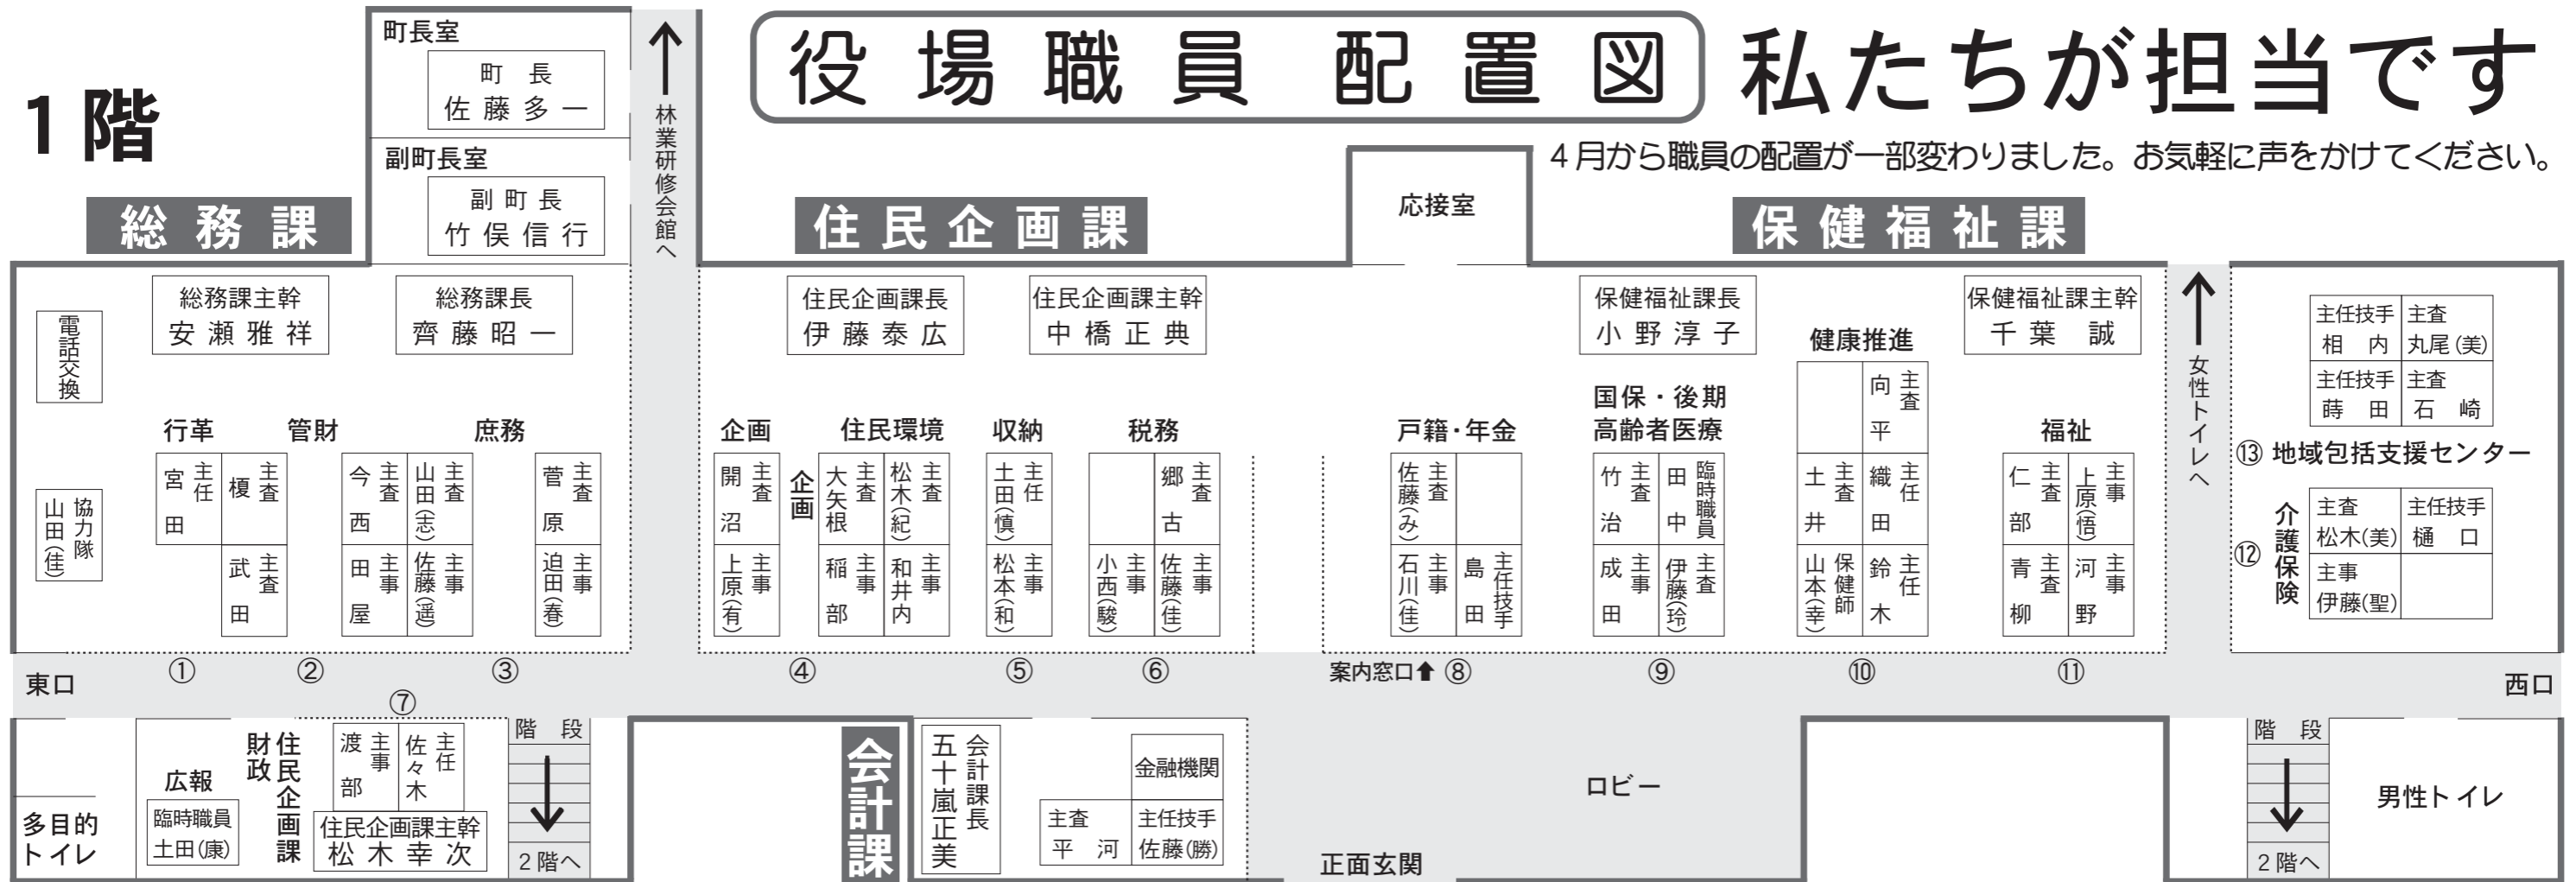 役場職員 配置図
私たちが担当です
4月から職員の配置が一部変わりました。お気軽に声をかけてください。
1階
町長室
町 長
佐藤多一
副町長室
副町長
竹俣信行
林業研修会館へ
総務課
総務課主幹
安瀬雅祥
総務課長
齊藤昭一
電話交換
協力隊
山田(佳)
行革
主任
宮田
主査
榎
主査
武田
管財
主査
今西
主事
田屋
庶務
主査
山田(志)
主事
佐藤(遥)
主査
菅原
主事
迫田(春)
住民企画課
住民企画課長
伊藤泰広
住民企画課主幹
中橋正典
企画
主査
開沼
主事
上原(有)
企画
住民環境
主査
大矢根
主査
松木(紀)
主事
稲部
主事
和井内
収納
主任
土田(慎)
主事
松本(和)
税務
主査
郷古
主事
小西(駿)
主事
佐藤(佳)
応接室
保健福祉課
保健福祉課長
小野淳子
保健福祉課主幹
千葉 誠
戸籍・年金
主査
佐藤(み)
主事
石川(佳)
主任技手
島田
国保・後期
高齢者医療
主査
竹治
臨時職員
田中
主事
成田
主査
伊藤(玲)
健康推進
主査
向平
主査
土井
主任
織田
保健師
山本(幸)
主任
鈴木
福祉
主査
仁部
主事
上原(悟)
主査
青柳
主事
河野
女性トイレへ
主任技手
相 内
主査
丸尾(美)
主任技手
蒔 田
主査
石 崎
⑬ 地域包括支援センター
⑫ 介護保険
主査
松木(美)
主任技手
樋 口
主事
伊藤(聖)
東口
①
②
③
④
⑤
⑥
⑦
案内窓口⬆⑧
⑨
⑩
⑪
西口
多目的
トイレ
広報
臨時職員
土田(康)
住民企画課
財政
主事
渡部
主任
佐々木
住民企画課主幹
松木幸次
階 段
2階へ
会計課
会計課長
五十嵐正美
金融機関
主査
平 河
主任技手
佐藤(勝)
ロビー
正面玄関
階 段
2階へ
男性トイレ